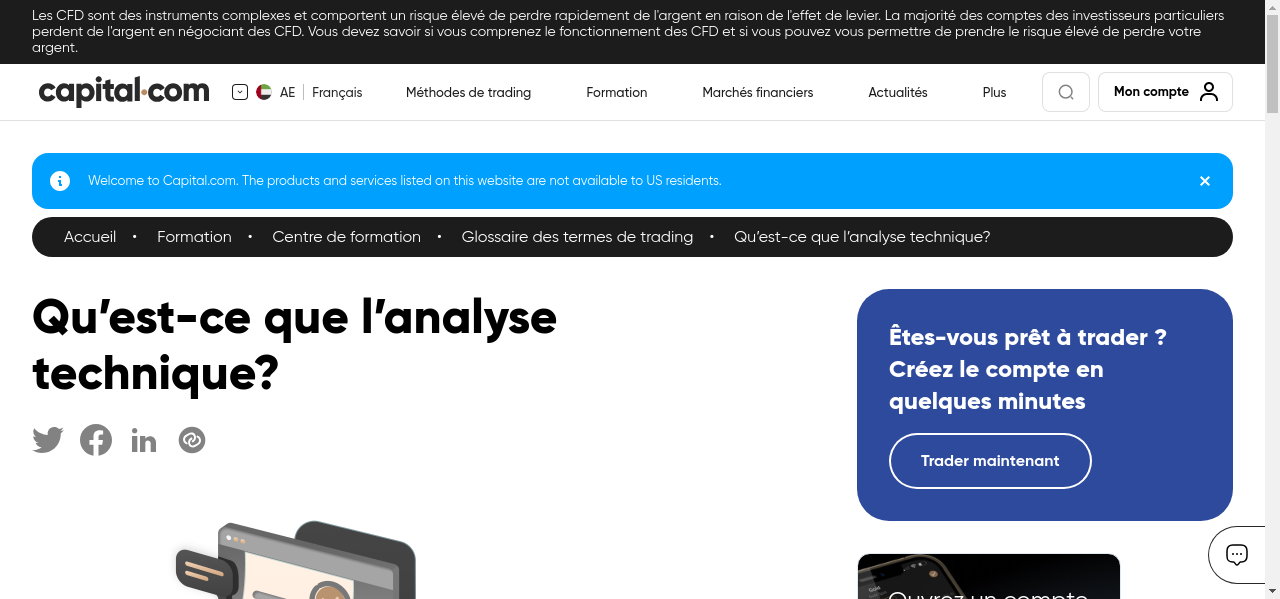 Les CFD sont des instruments complexes et comportent un risque élevé de perdre rapidement de l'argent en raison de l'effet de levier. La majorité des comptes des investisseurs particuliers
perdent de l'argent en négociant des CFD. Vous devez savoir si vous comprenez le fonctionnement des CFD et si vous pouvez vous permettre de prendre le risque élevé de perdre votre
argent.
capital.com AE Français Méthodes de trading Formation Marchés financiers Actualités Plus Mon compte
Welcome to Capital.com. The products and services listed on this website are not available to US residents.
Accueil • Formation • Centre de formation • Glossaire des termes de trading • Qu’est-ce que l’analyse technique?
Qu’est-ce que l’analyse
technique?
Êtes-vous prêt à trader ?
Créez le compte en
quelques minutes
Trader maintenant
Ouvrez un compte